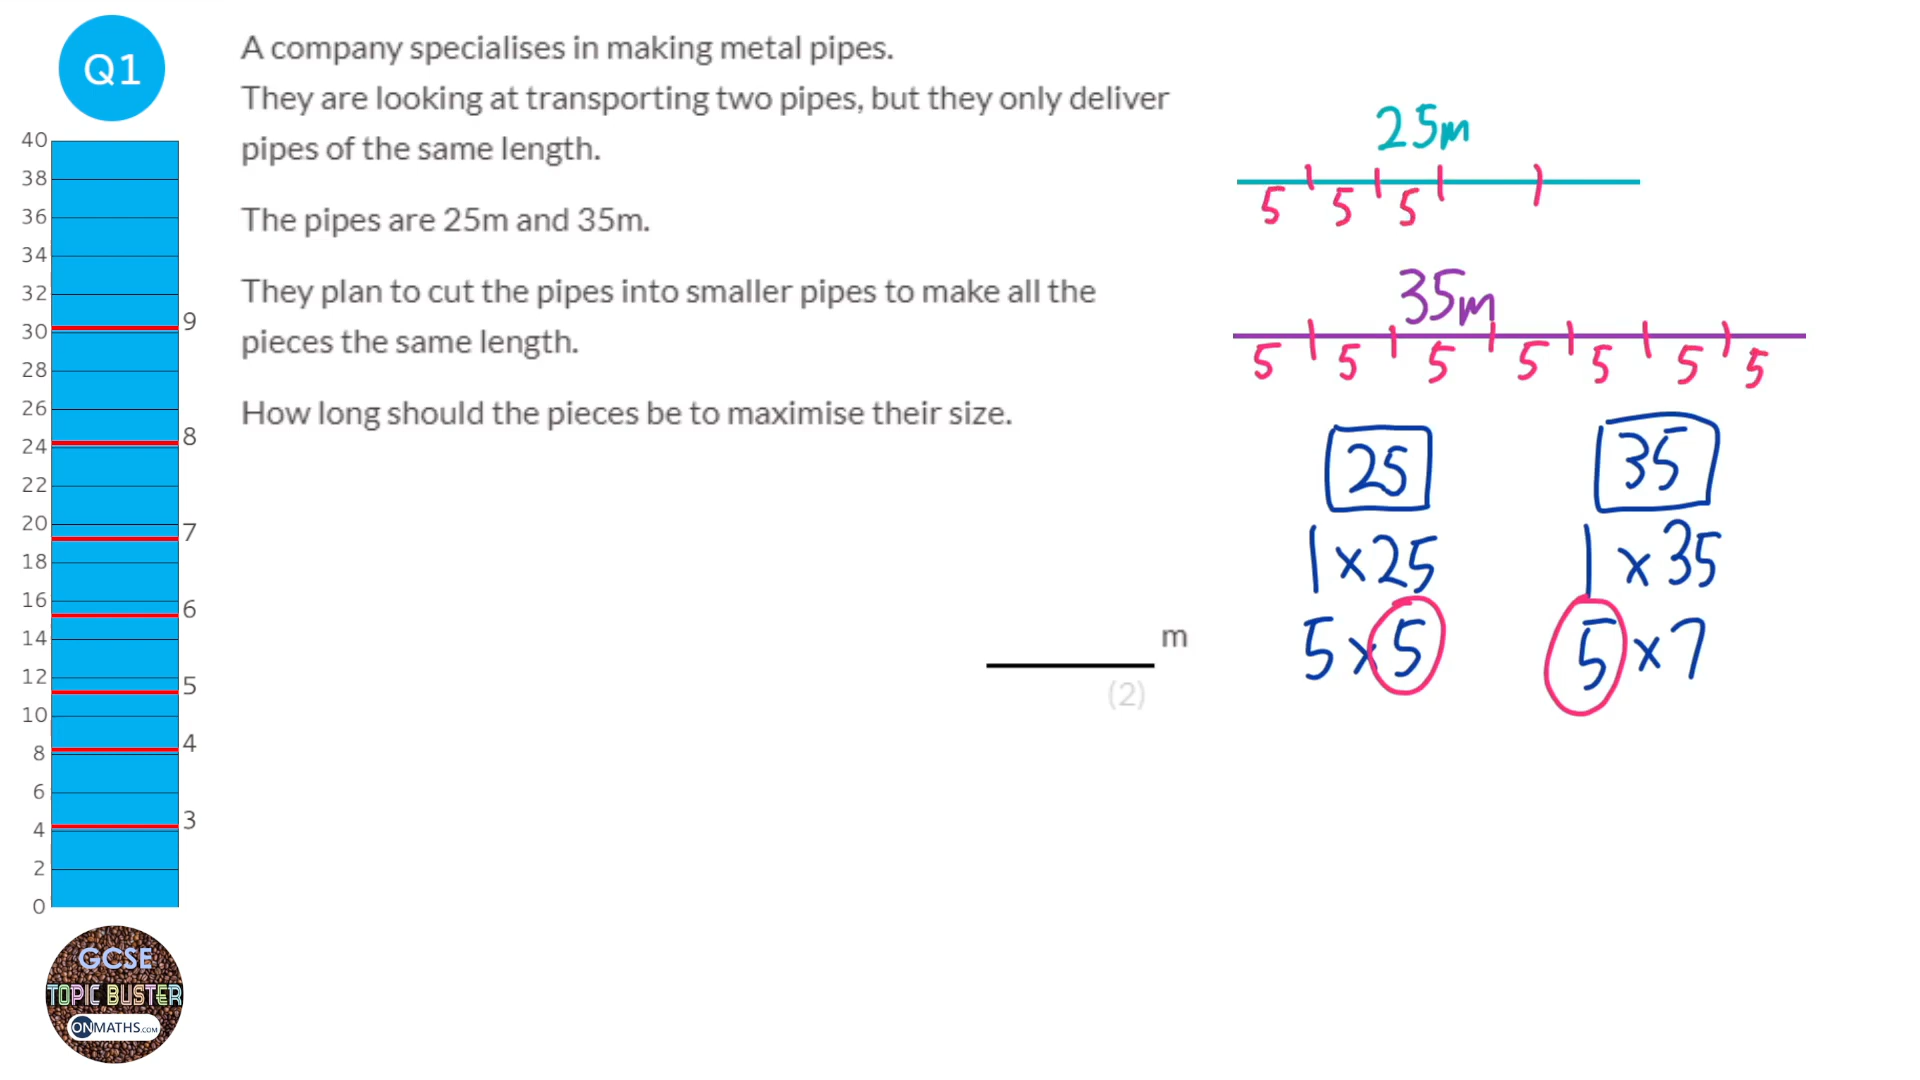 Q1
A company specialises in making metal pipes.
They are looking at transporting two pipes, but they only deliver
pipes of the same length.
The pipes are 25m and 35m.
They plan to cut the pipes into smaller pipes to make all the
pieces the same length.
How long should the pieces be to maximise their size.
m
(2)
25m
5 5 5
35m
5 5 5 5 5 5 5
25 35
1 × 25 1 × 35
5 × 5 5 × 7
40
38
36
34
32
9
30
28
26
8
24
22
20
7
18
16
6
14
12
5
10
4
8
6
3
4
2
0
GCSE
TOPIC BUSTER
ONMATHS.COM